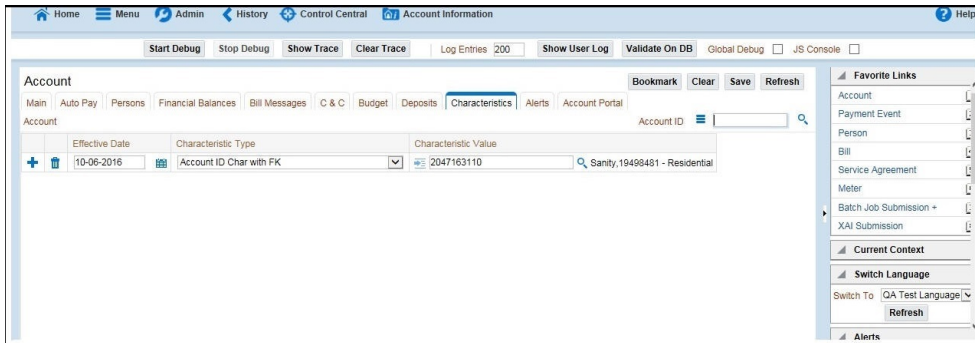 Home Menu Admin History Control Central Account Information Help
Start Debug Stop Debug Show Trace Clear Trace Log Entries 200 Show User Log Validate On DB Global Debug JS Console
Account Bookmark Clear Save Refresh
Main Auto Pay Persons Financial Balances Bill Messages C & C Budget Deposits Characteristics Alerts Account Portal
Account Account ID
Effective Date Characteristic Type Characteristic Value
10-06-2016 Account ID Char with FK 2047163110 Sanity,19498481 - Residential
Favorite Links
Account
Payment Event
Person
Bill
Service Agreement
Meter
Batch Job Submission +
XAI Submission
Current Context
Switch Language
Switch To QA Test Language
Refresh
Alerts